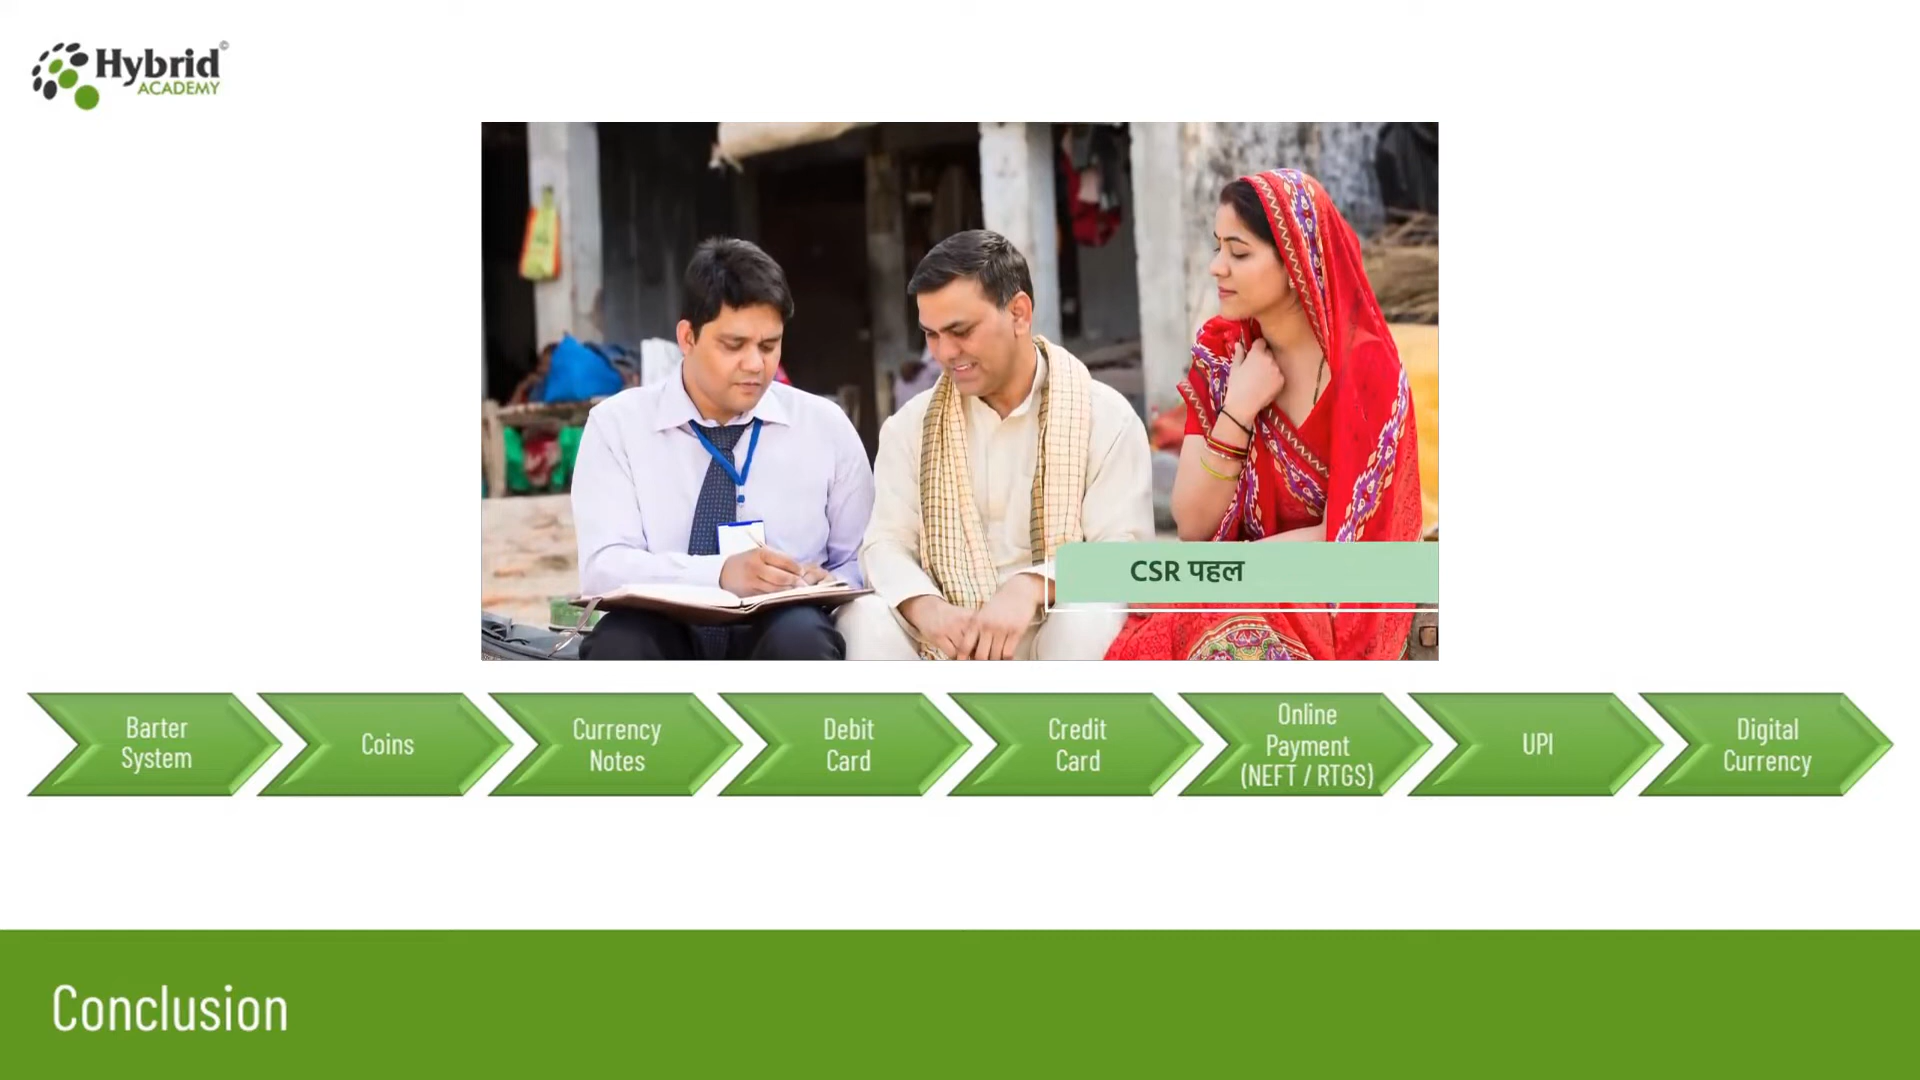 Hybrid
ACADEMY
CSR पहल
Barter
System
Coins
Currency
Notes
Debit
Card
Credit
Card
Online
Payment
(NEFT / RTGS)
UPI
Digital
Currency
Conclusion